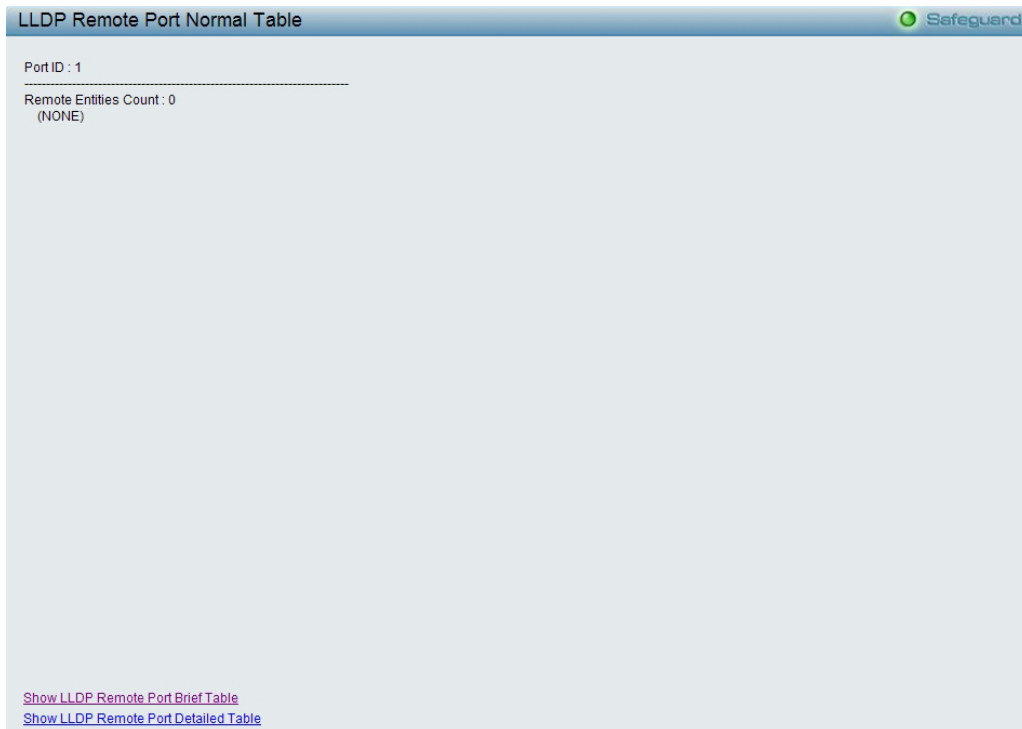 LLDP Remote Port Normal Table
Safeguard
Port ID : 1
-----------------------------------------------------------------------
Remote Entities Count : 0
(NONE)
Show LLDP Remote Port Brief Table
Show LLDP Remote Port Detailed Table